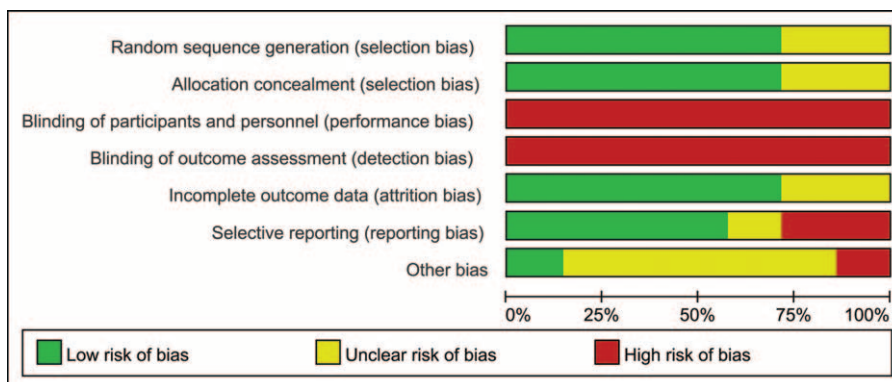 Random sequence generation (selection bias)
Allocation concealment (selection bias)
Blinding of participants and personnel (performance bias)
Blinding of outcome assessment (detection bias)
Incomplete outcome data (attrition bias)
Selective reporting (reporting bias)
Other bias
0% 25% 50% 75% 100%
Low risk of bias Unclear risk of bias High risk of bias